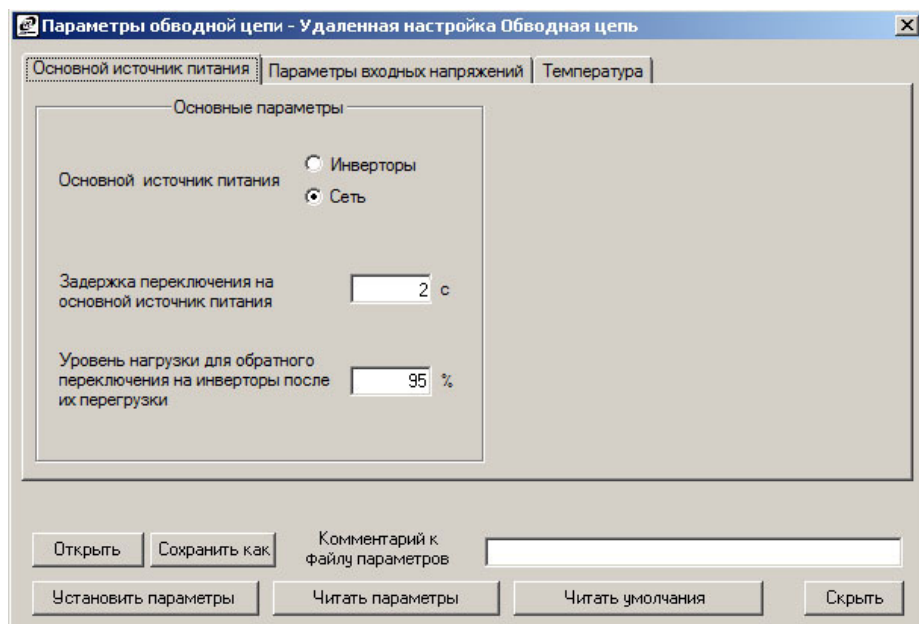 Параметры обводной цепи - Удаленная настройка Обводная цепь
Основной источник питания
Параметры входных напряжений
Температура
Основные параметры
Основной источник питания
Инверторы
Сеть
Задержка переключения на
основной источник питания
2 с
Уровень нагрузки для обратного
переключения на инверторы после
их перегрузки
95 %
Открыть
Сохранить как
Комментарий к
файлу параметров
Установить параметры
Читать параметры
Читать умолчания
Скрыть